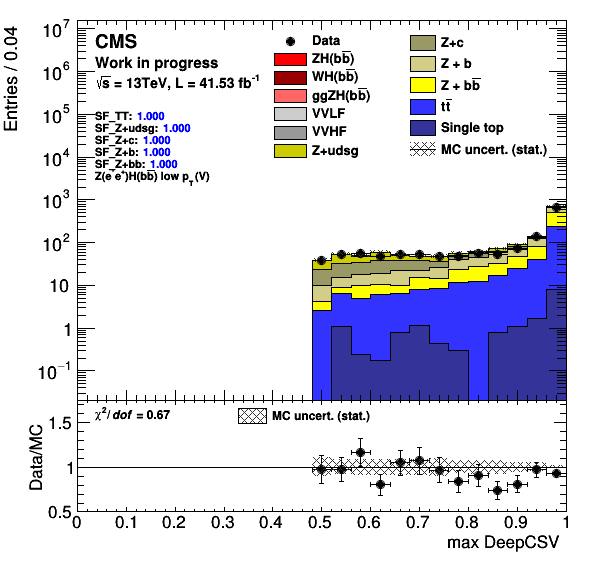 CMS
Work in progress
√s = 13TeV, L = 41.53 fb⁻¹
SF_TT: 1.000
SF_Z+udsg: 1.000
SF_Z+c: 1.000
SF_Z+b: 1.000
SF_Z+bb: 1.000
Z(e⁻e⁺)H(bb̅) low p_T(V)
Data
ZH(bb̅)
WH(bb̅)
ggZH(bb̅)
VVLF
VVHF
Z+udsg
Z+c
Z + b
Z + bb̅
tt̅
Single top
MC uncert. (stat.)
Entries / 0.04
10⁷
10⁶
10⁵
10⁴
10³
10²
10
1
10⁻¹
χ²/dof = 0.67
MC uncert. (stat.)
Data/MC
1.5
1
0.5
0 0.1 0.2 0.3 0.4 0.5 0.6 0.7 0.8 0.9 1
max DeepCSV